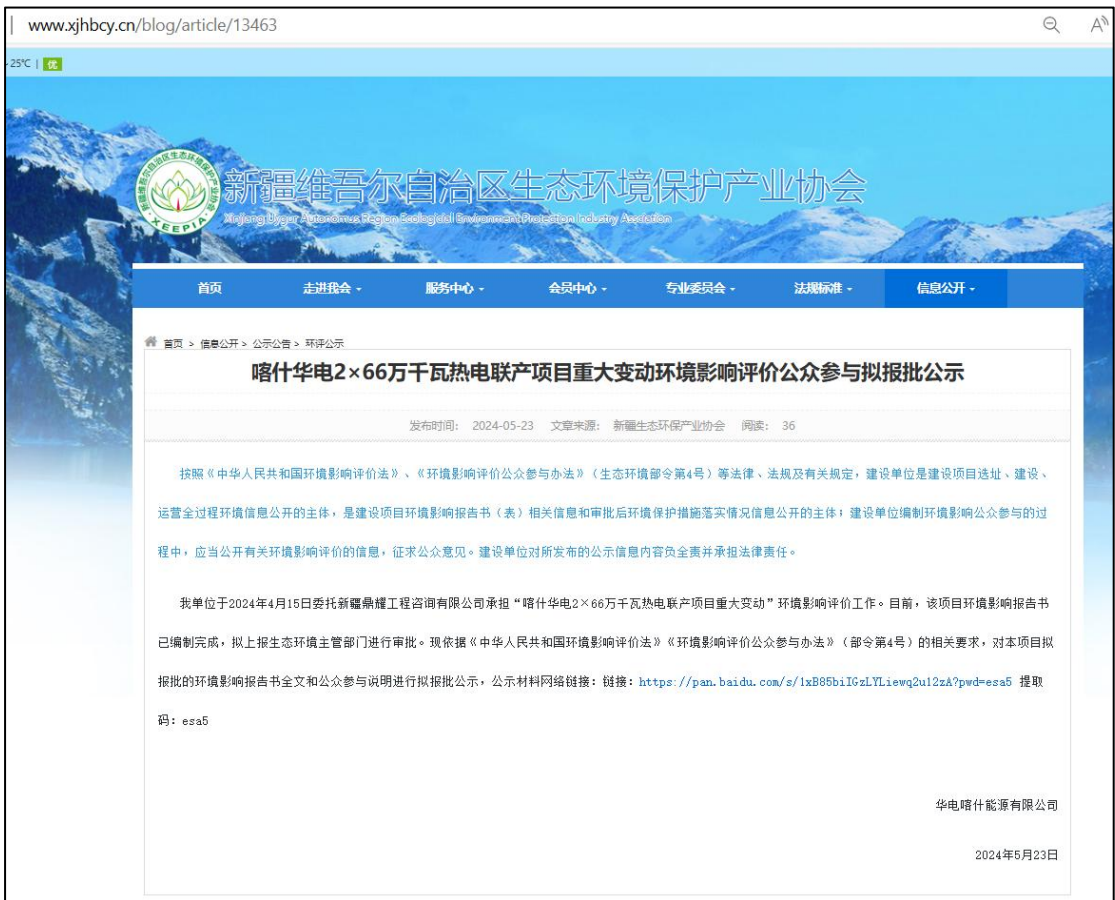 www.xjhbcy.cn/blog/article/13463
25℃ | 优
新疆维吾尔自治区生态环境保护产业协会
Xinjiang Uygur Autonomous Region Ecological Environment Protection Industry
XEEPIA
首页 走进我会 服务中心 会员中心 专业委员会 法规标准 信息公开
首页 > 信息公开 > 公示公告 > 环评公示
喀什华电2×66万千瓦热电联产项目重大变动环境影响评价公众参与拟报批公示
发布时间: 2024-05-23 文章来源: 新疆生态环保产业协会 阅读: 36
按照《中华人民共和国环境影响评价法》、《环境影响评价公众参与办法》（生态环境部令第4号）等法律、法规及有关规定，建设单位是建设项目选址、建设、
运营全过程环境信息公开的主体，是建设项目环境影响报告书（表）相关信息和审批后环境保护措施落实情况信息公开的主体；建设单位编制环境影响公众参与的过
程中，应当公开有关环境影响评价的信息，征求公众意见。建设单位对所发布的公示信息内容负全责并承担法律责任。
我单位于2024年4月15日委托新疆鼎耀工程咨询有限公司承担“喀什华电2×66万千瓦热电联产项目重大变动”环境影响评价工作。目前，该项目环境影响报告书
已编制完成，拟上报生态环境主管部门进行审批。现依据《中华人民共和国环境影响评价法》《环境影响评价公众参与办法》（部令第4号）的相关要求，对本项目拟
报批的环境影响报告书全文和公众参与说明进行拟报批公示，公示材料网络链接：链接：https://pan.baidu.com/s/1xB85biIGzLYLiewq2u12zA?pwd=esa5 提取
码：esa5
华电喀什能源有限公司
2024年5月23日